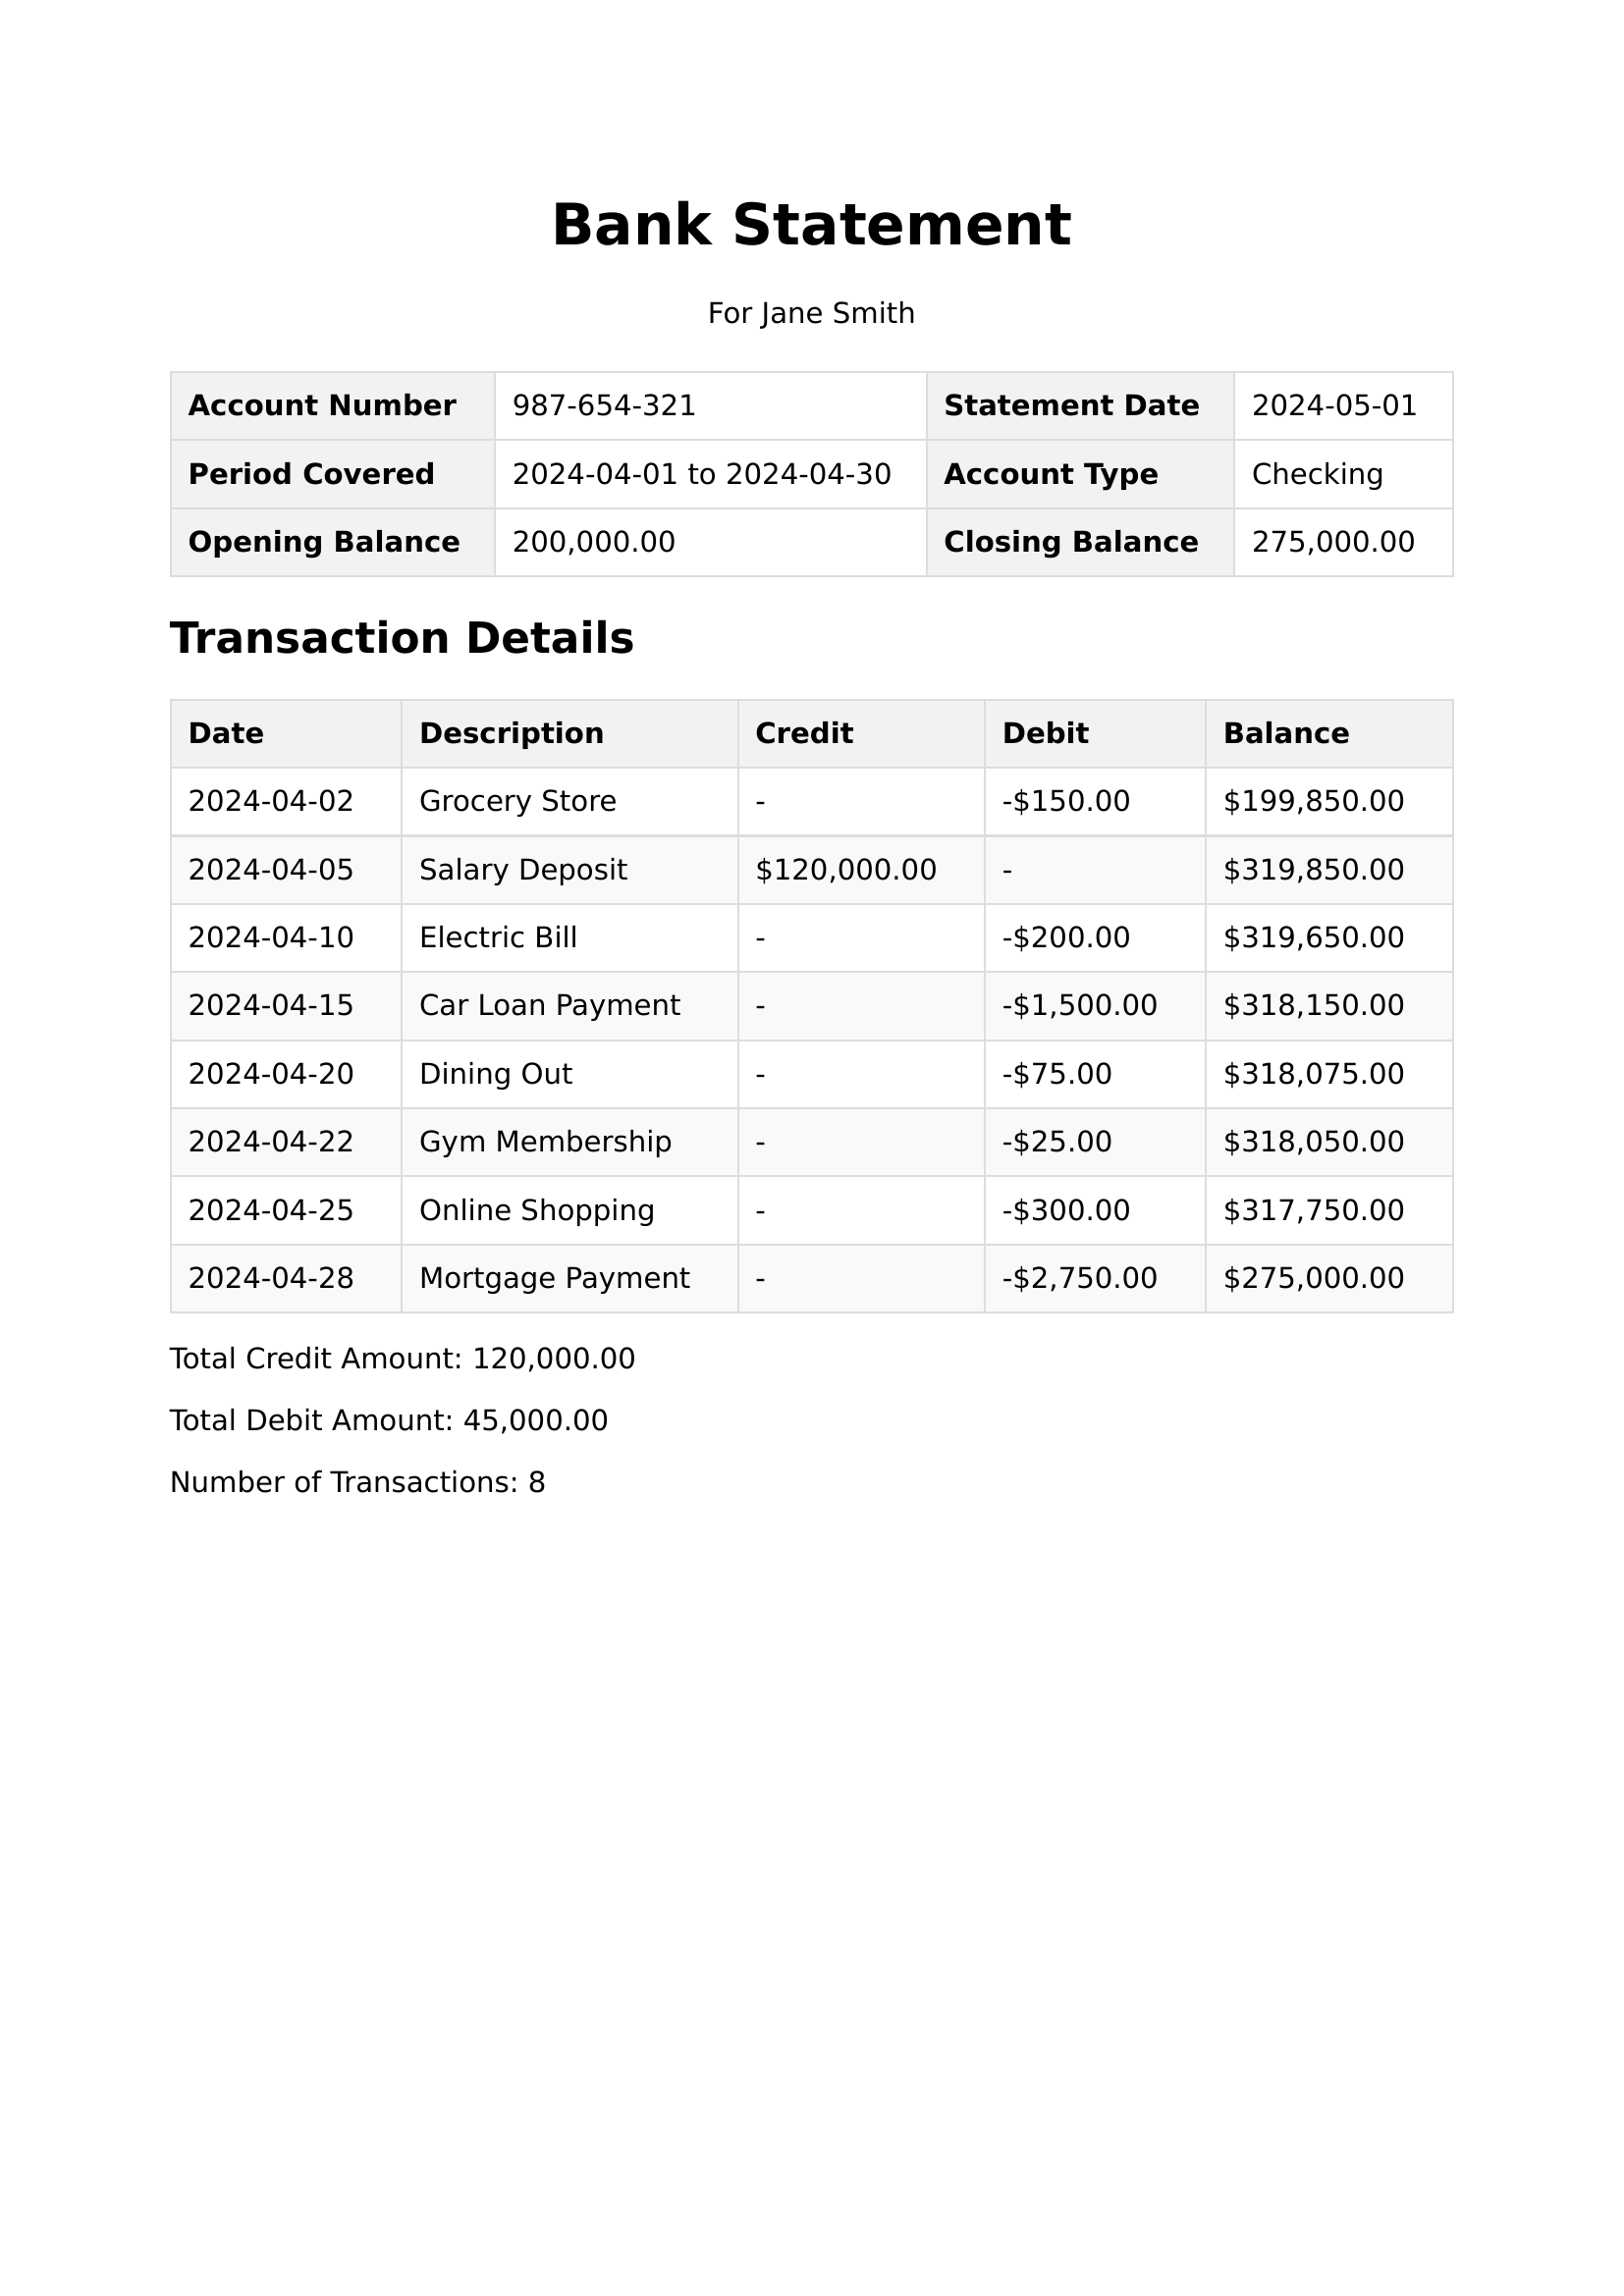 Bank Statement
For Jane Smith
Account Number 987-654-321 Statement Date 2024-05-01
Period Covered 2024-04-01 to 2024-04-30 Account Type Checking
Opening Balance 200,000.00 Closing Balance 275,000.00
Transaction Details
Date Description Credit Debit Balance
2024-04-02 Grocery Store - -$150.00 $199,850.00
2024-04-05 Salary Deposit $120,000.00 - $319,850.00
2024-04-10 Electric Bill - -$200.00 $319,650.00
2024-04-15 Car Loan Payment - -$1,500.00 $318,150.00
2024-04-20 Dining Out - -$75.00 $318,075.00
2024-04-22 Gym Membership - -$25.00 $318,050.00
2024-04-25 Online Shopping - -$300.00 $317,750.00
2024-04-28 Mortgage Payment - -$2,750.00 $275,000.00
Total Credit Amount: 120,000.00
Total Debit Amount: 45,000.00
Number of Transactions: 8